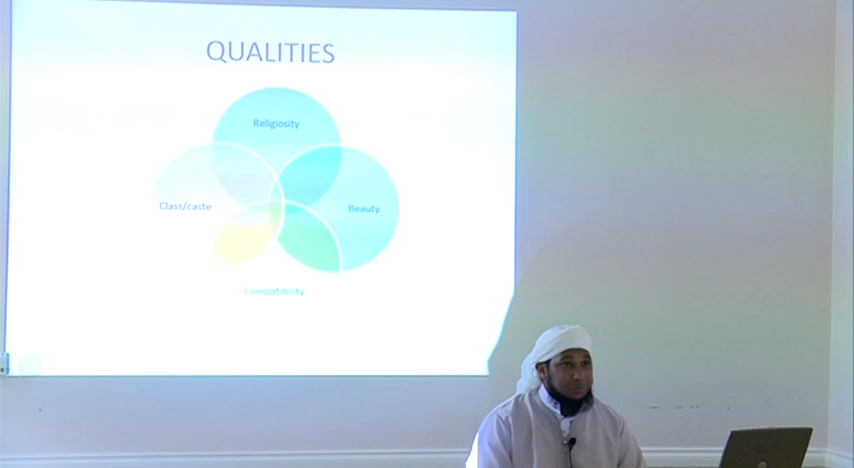 QUALITIES
Religiosity
Class/caste
Beauty
Compatibility